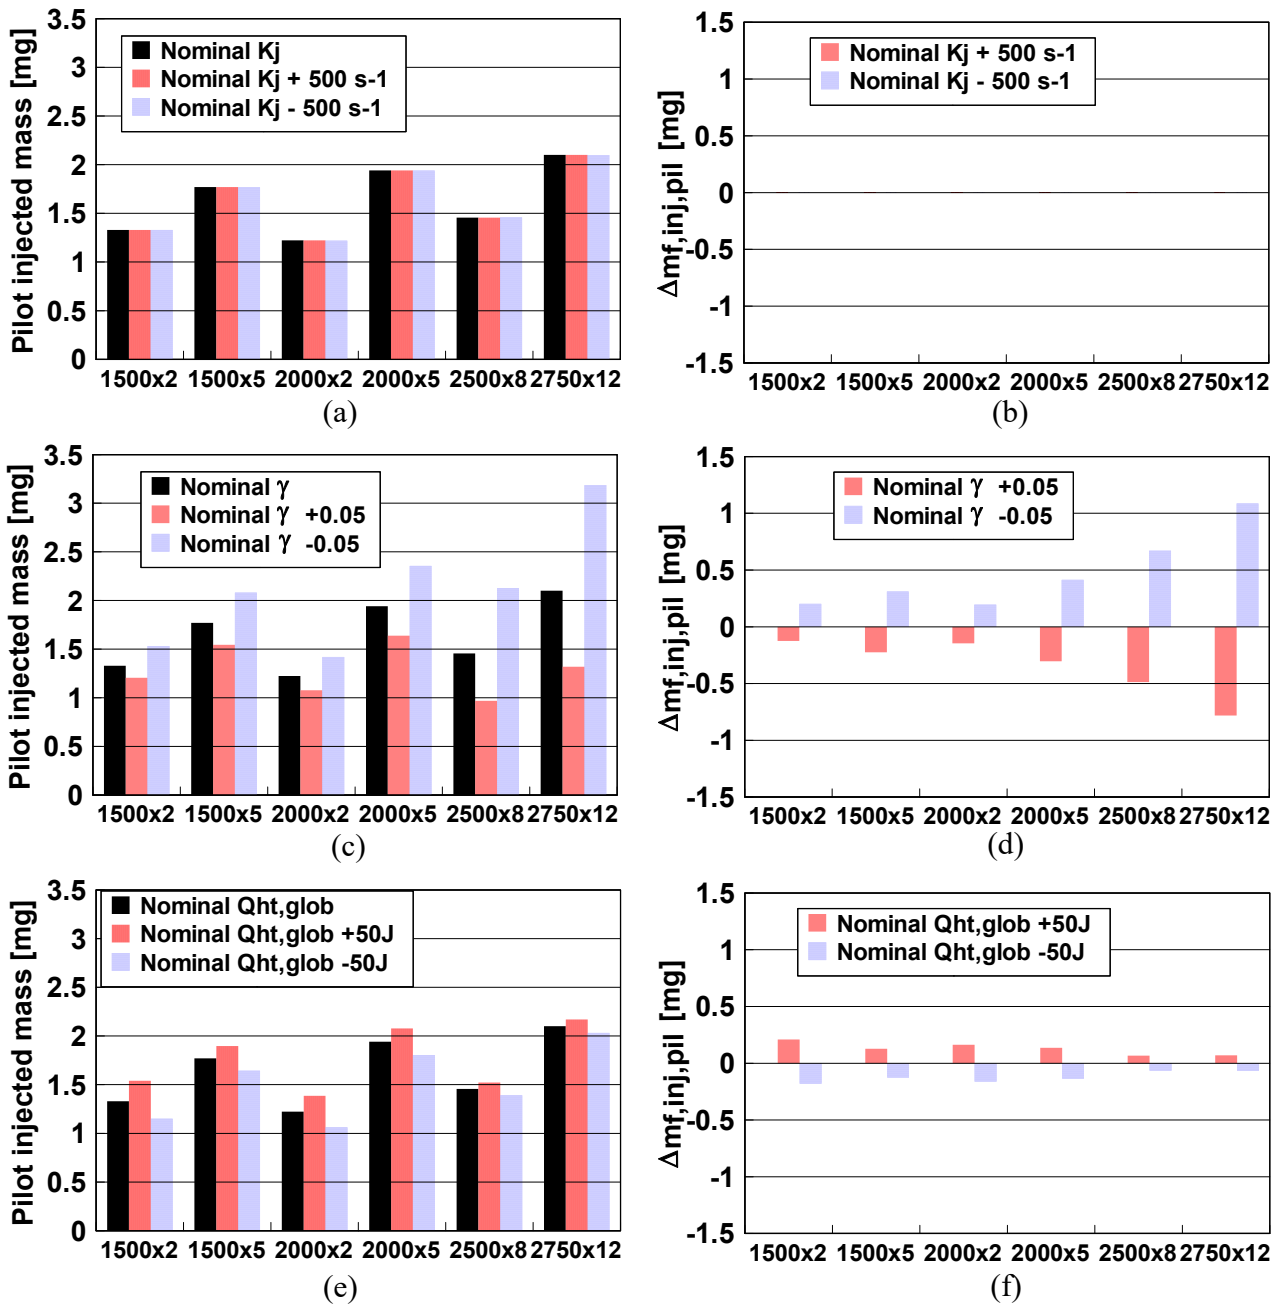 Pilot injected mass [mg]
3.5
3
2.5
2
1.5
1
0.5
0
Nominal Kj
Nominal Kj + 500 s-1
Nominal Kj - 500 s-1
1500x2 1500x5 2000x2 2000x5 2500x8 2750x12
(a)
Δmf,inj,pil [mg]
1.5
1
0.5
0
-0.5
-1
-1.5
Nominal Kj + 500 s-1
Nominal Kj - 500 s-1
1500x2 1500x5 2000x2 2000x5 2500x8 2750x12
(b)
Pilot injected mass [mg]
3.5
3
2.5
2
1.5
1
0.5
0
Nominal γ
Nominal γ +0.05
Nominal γ -0.05
1500x2 1500x5 2000x2 2000x5 2500x8 2750x12
(c)
Δmf,inj,pil [mg]
1.5
1
0.5
0
-0.5
-1
-1.5
Nominal γ +0.05
Nominal γ -0.05
1500x2 1500x5 2000x2 2000x5 2500x8 2750x12
(d)
Pilot injected mass [mg]
3.5
3
2.5
2
1.5
1
0.5
0
Nominal Qht,glob
Nominal Qht,glob +50J
Nominal Qht,glob -50J
1500x2 1500x5 2000x2 2000x5 2500x8 2750x12
(e)
Δmf,inj,pil [mg]
1.5
1
0.5
0
-0.5
-1
-1.5
Nominal Qht,glob +50J
Nominal Qht,glob -50J
1500x2 1500x5 2000x2 2000x5 2500x8 2750x12
(f)